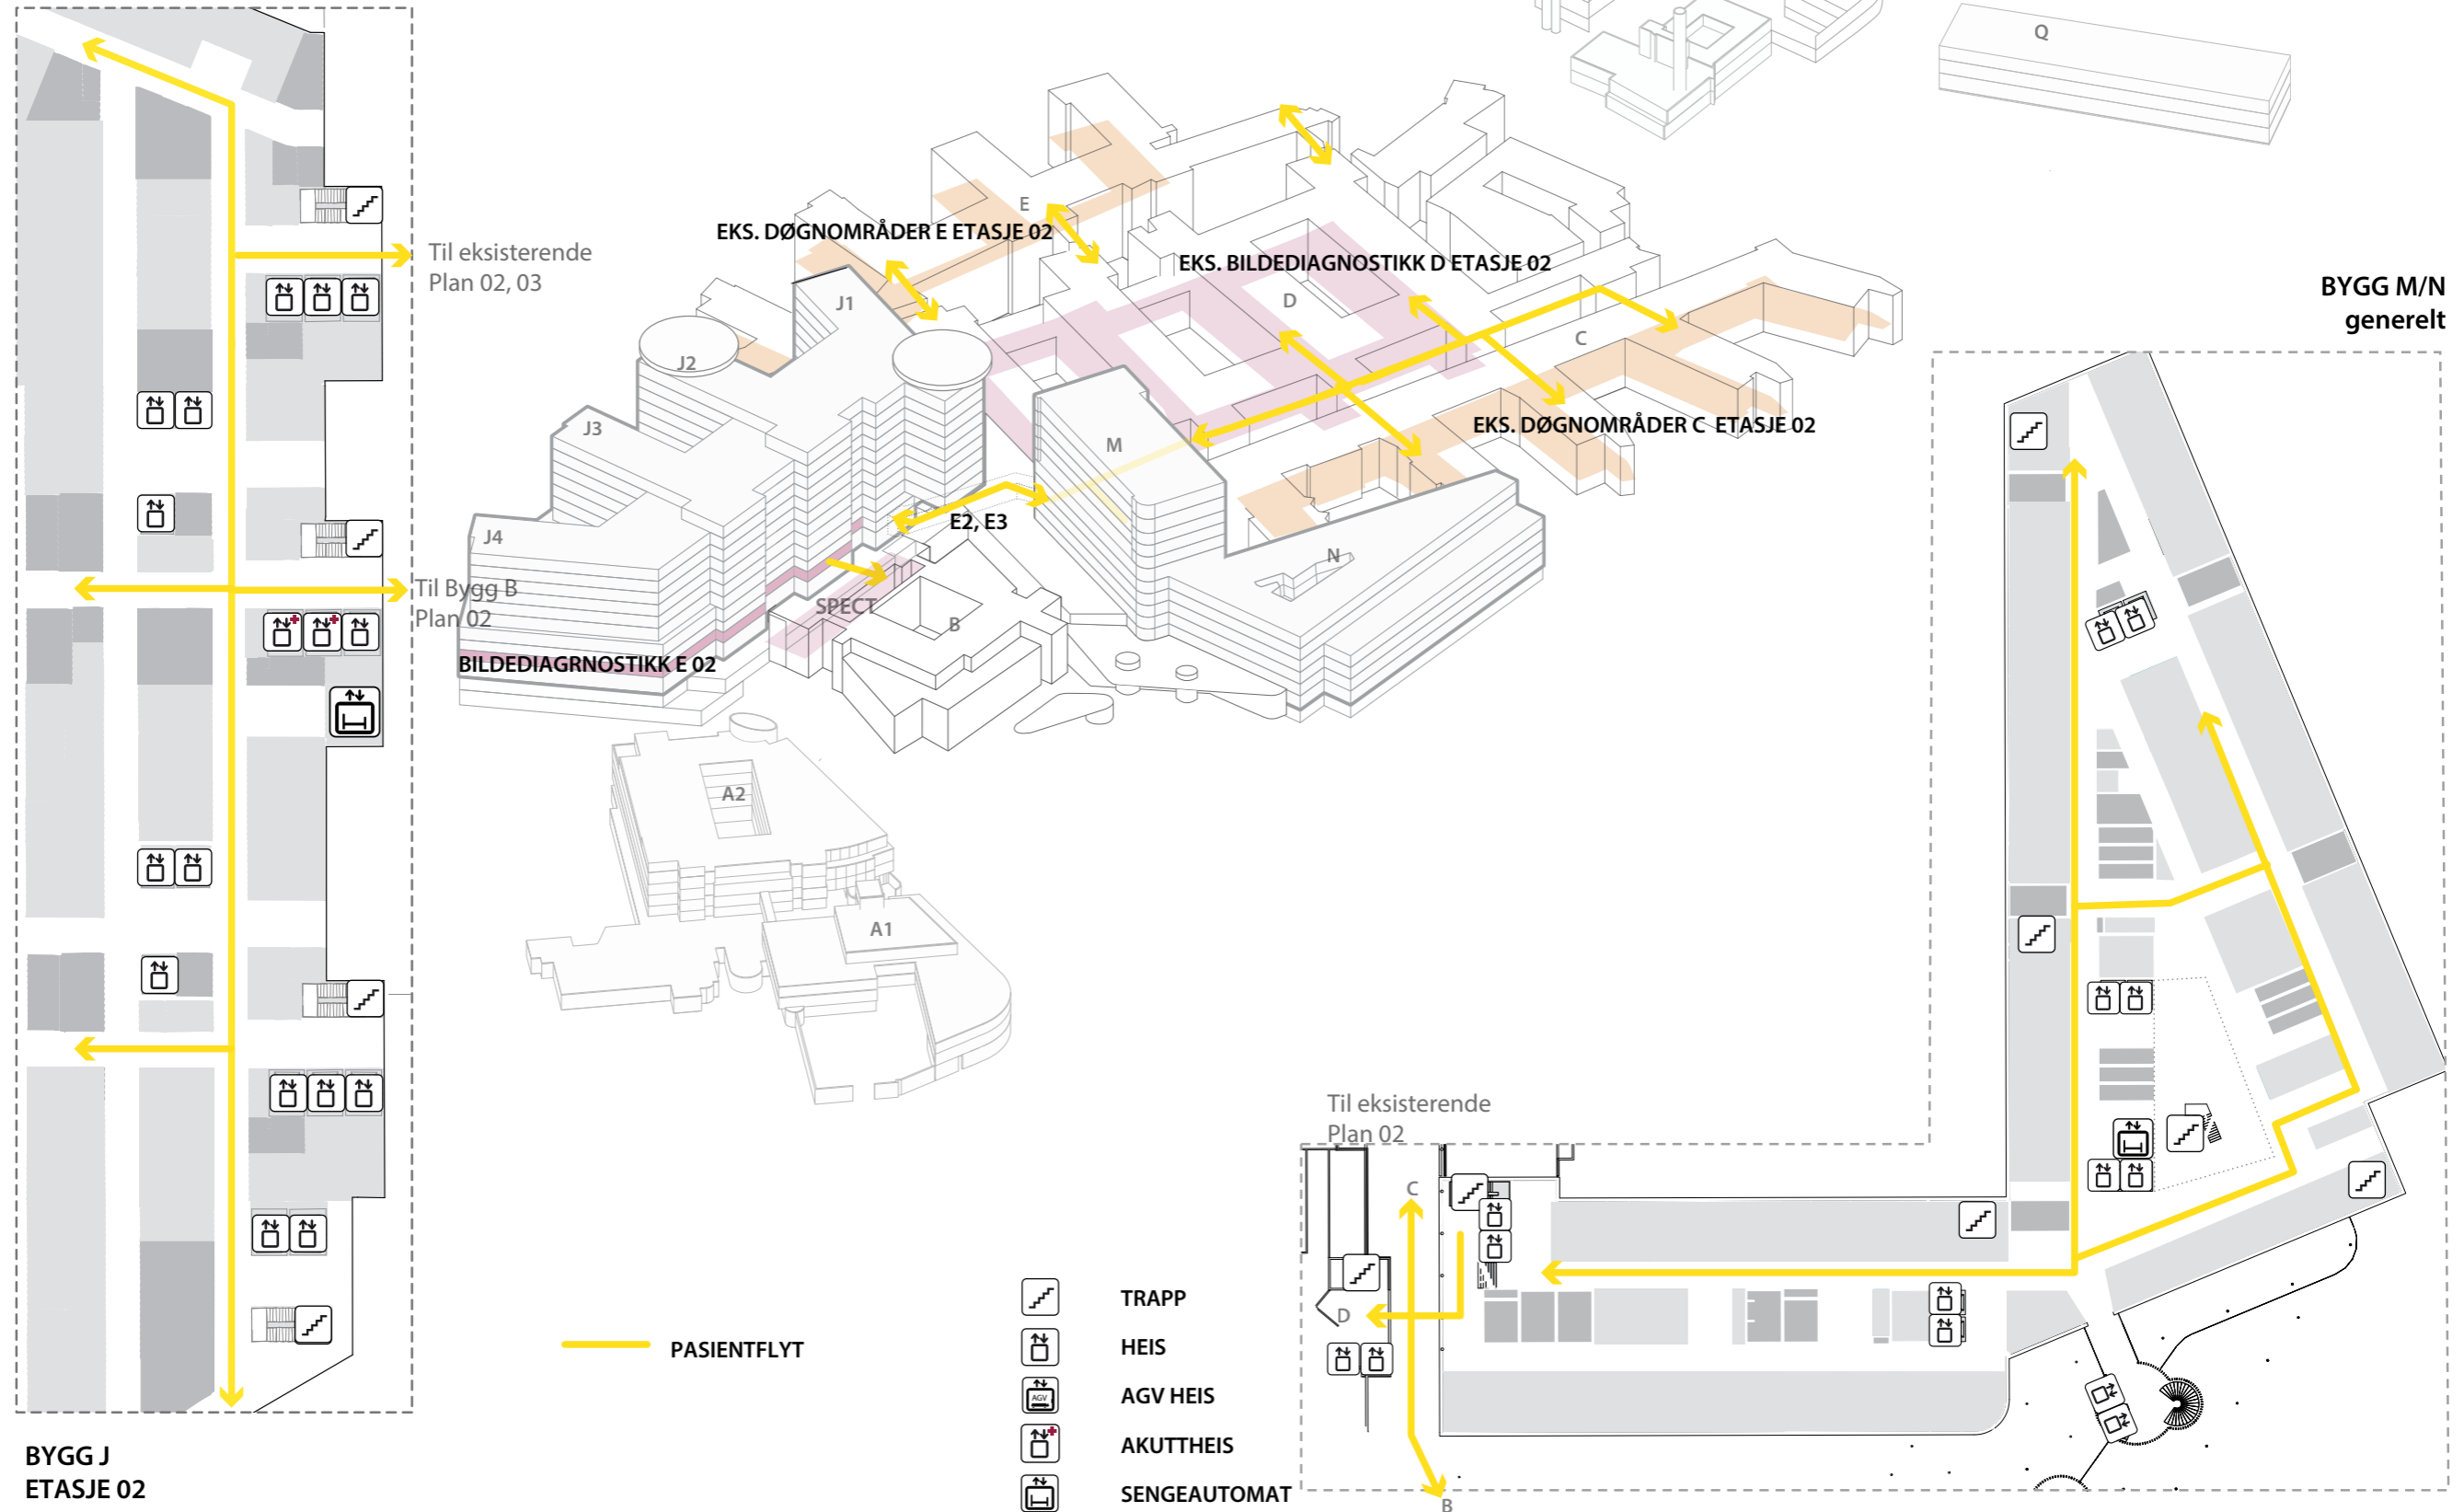 Q
E
EKS. DØGNOMRÅDER E ETASJE 02
Til eksisterende
Plan 02, 03
EKS. BILDEDIAGNOSTIKK D ETASJE 02
BYGG M/N
generelt
J1
D
C
J2
J3
EKS. DØGNOMRÅDER C ETASJE 02
M
E2, E3
J4
N
Til Bygg B
Plan 02
SPECT
B
BILDEDIAGRNOSTIKK E 02
A2
A1
Til eksisterende
Plan 02
C
D
B
PASIENTFLYT
TRAPP
HEIS
AGV
AGV HEIS
AKUTTHEIS
SENGEAUTOMAT
BYGG J
ETASJE 02